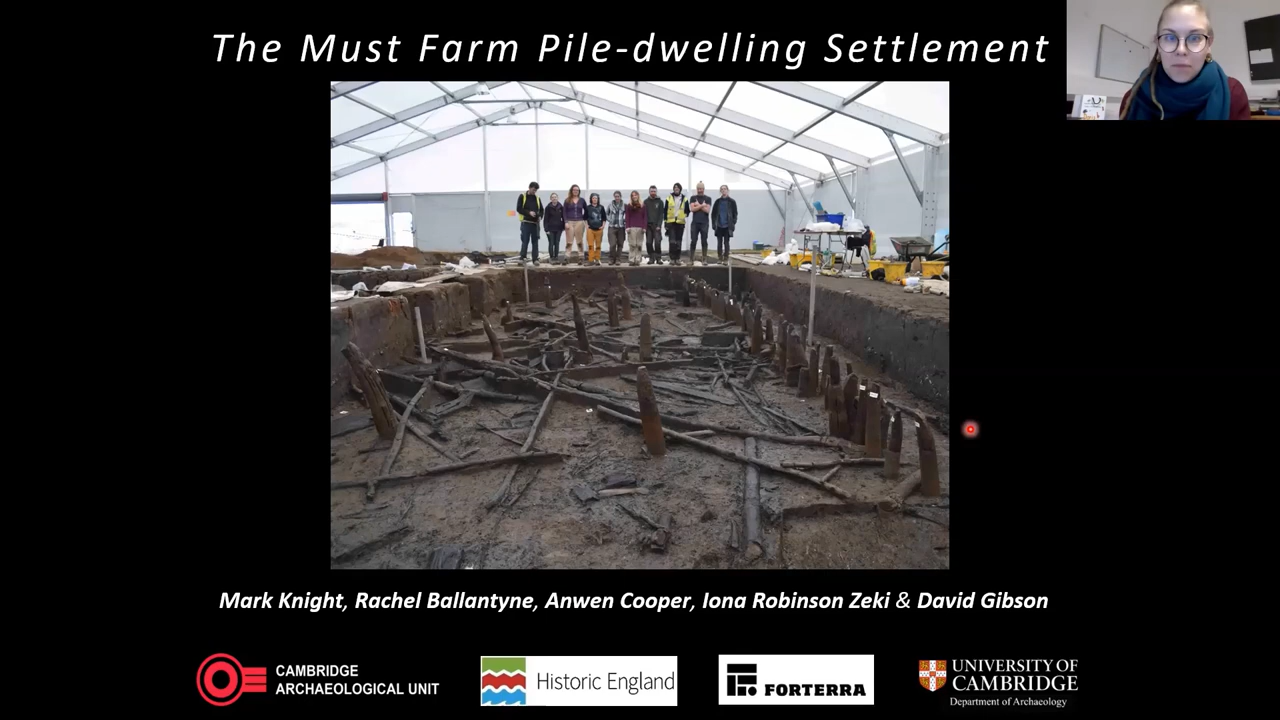 The Must Farm Pile-dwelling Settlement
Mark Knight, Rachel Ballantyne, Anwen Cooper, Iona Robinson Zeki & David Gibson
CAMBRIDGE
ARCHAEOLOGICAL UNIT
Historic England
FORTERRA
UNIVERSITY OF
CAMBRIDGE
Department of Archaeology